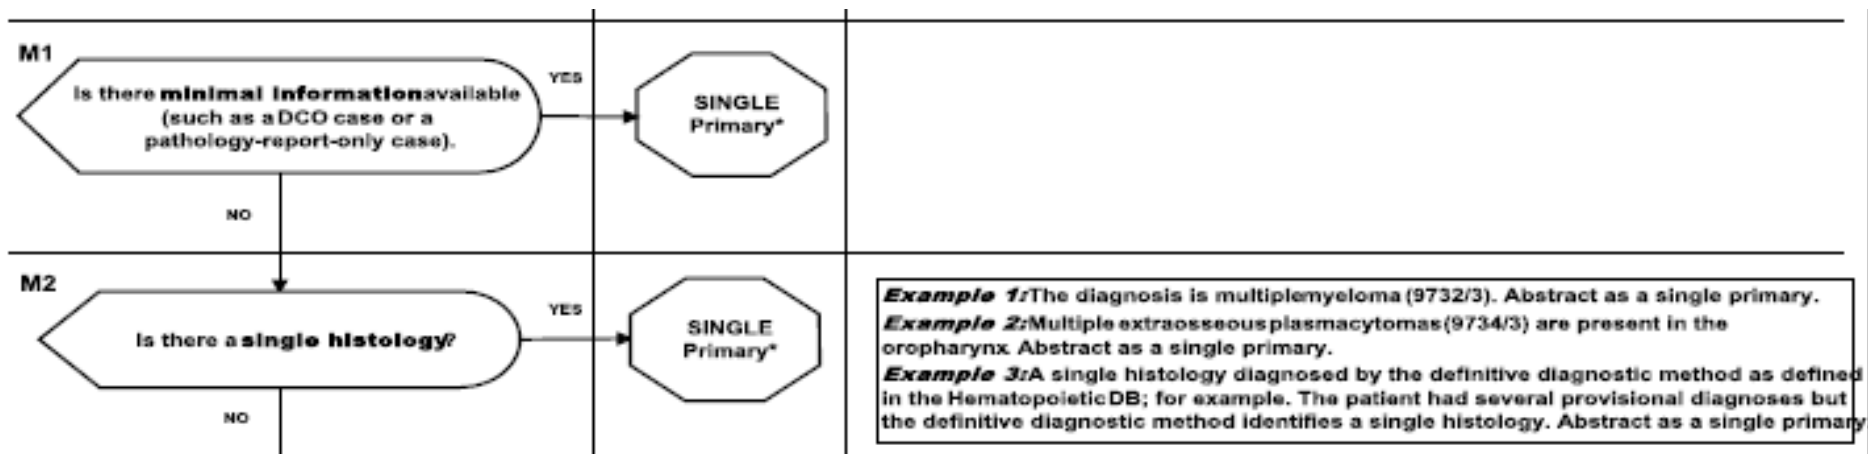 M1
Is there minimal information available
(such as a DCO case or a
pathology-report-only case).
YES
SINGLE
Primary*
NO
M2
Is there a single histology?
YES
SINGLE
Primary*
NO
Example 1: The diagnosis is multiple myeloma (9732/3). Abstract as a single primary.
Example 2: Multiple extraosseous plasmacytomas (9734/3) are present in the
oropharynx. Abstract as a single primary.
Example 3: A single histology diagnosed by the definitive diagnostic method as defined
in the Hematopoietic DB; for example. The patient had several provisional diagnoses but
the definitive diagnostic method identifies a single histology. Abstract as a single primary